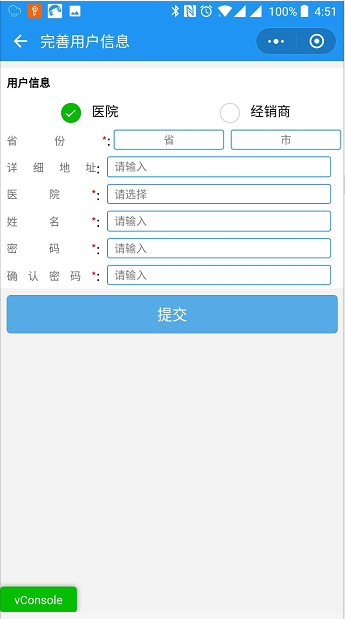 100% 4:51
完善用户信息
用户信息
医院 经销商
省份*: 省 市
详细地址: 请输入
医院*: 请选择
姓名*: 请输入
密码*: 请输入
确认密码*: 请输入
提交
vConsole